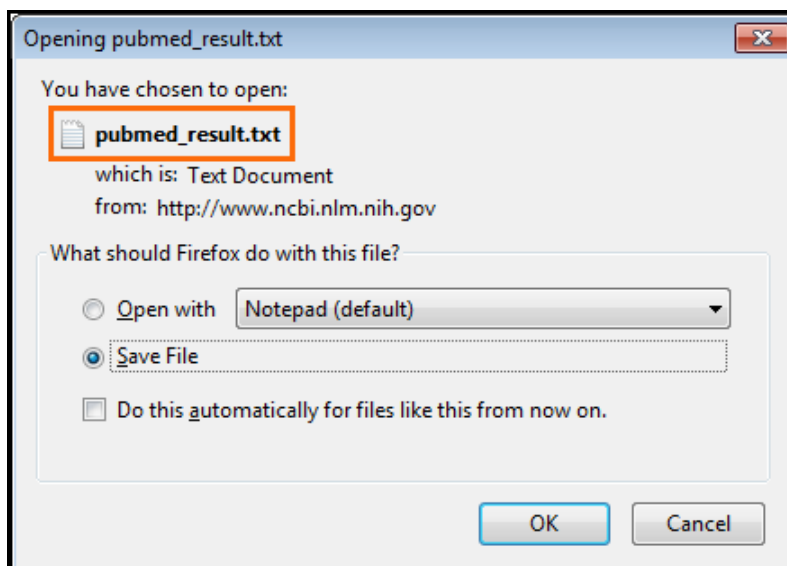 Opening pubmed_result.txt
You have chosen to open:
pubmed_result.txt
which is: Text Document
from: http://www.ncbi.nlm.nih.gov
What should Firefox do with this file?
Open with Notepad (default)
Save File
Do this automatically for files like this from now on.
OK Cancel